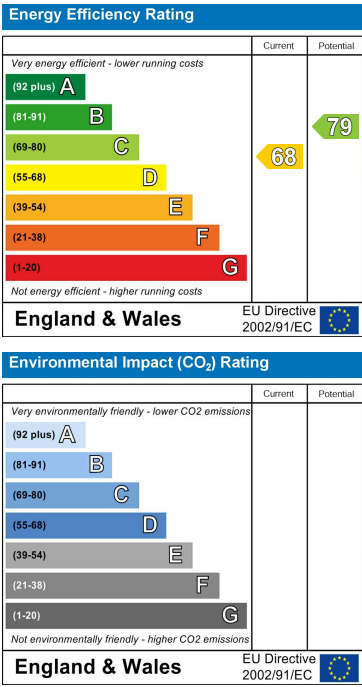 Energy Efficiency Rating
Current Potential
Very energy efficient - lower running costs
(92 plus) A
(81-91) B
(69-80) C
(55-68) D
(39-54) E
(21-38) F
(1-20) G
68
79
Not energy efficient - higher running costs
England & Wales
EU Directive
2002/91/EC
Environmental Impact (CO₂) Rating
Current Potential
Very environmentally friendly - lower CO2 emissions
(92 plus) A
(81-91) B
(69-80) C
(55-68) D
(39-54) E
(21-38) F
(1-20) G
Not environmentally friendly - higher CO2 emissions
England & Wales
EU Directive
2002/91/EC